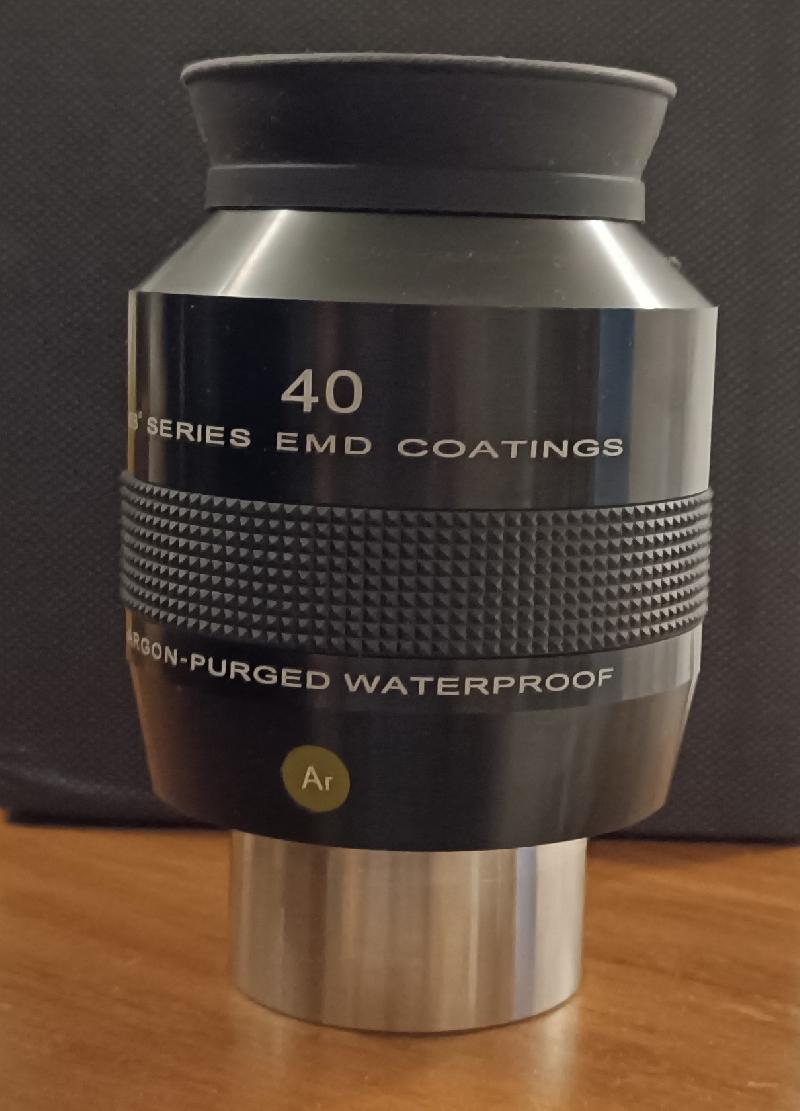 40
SERIES EMD COATINGS
ARGON-PURGED WATERPROOF
Ar